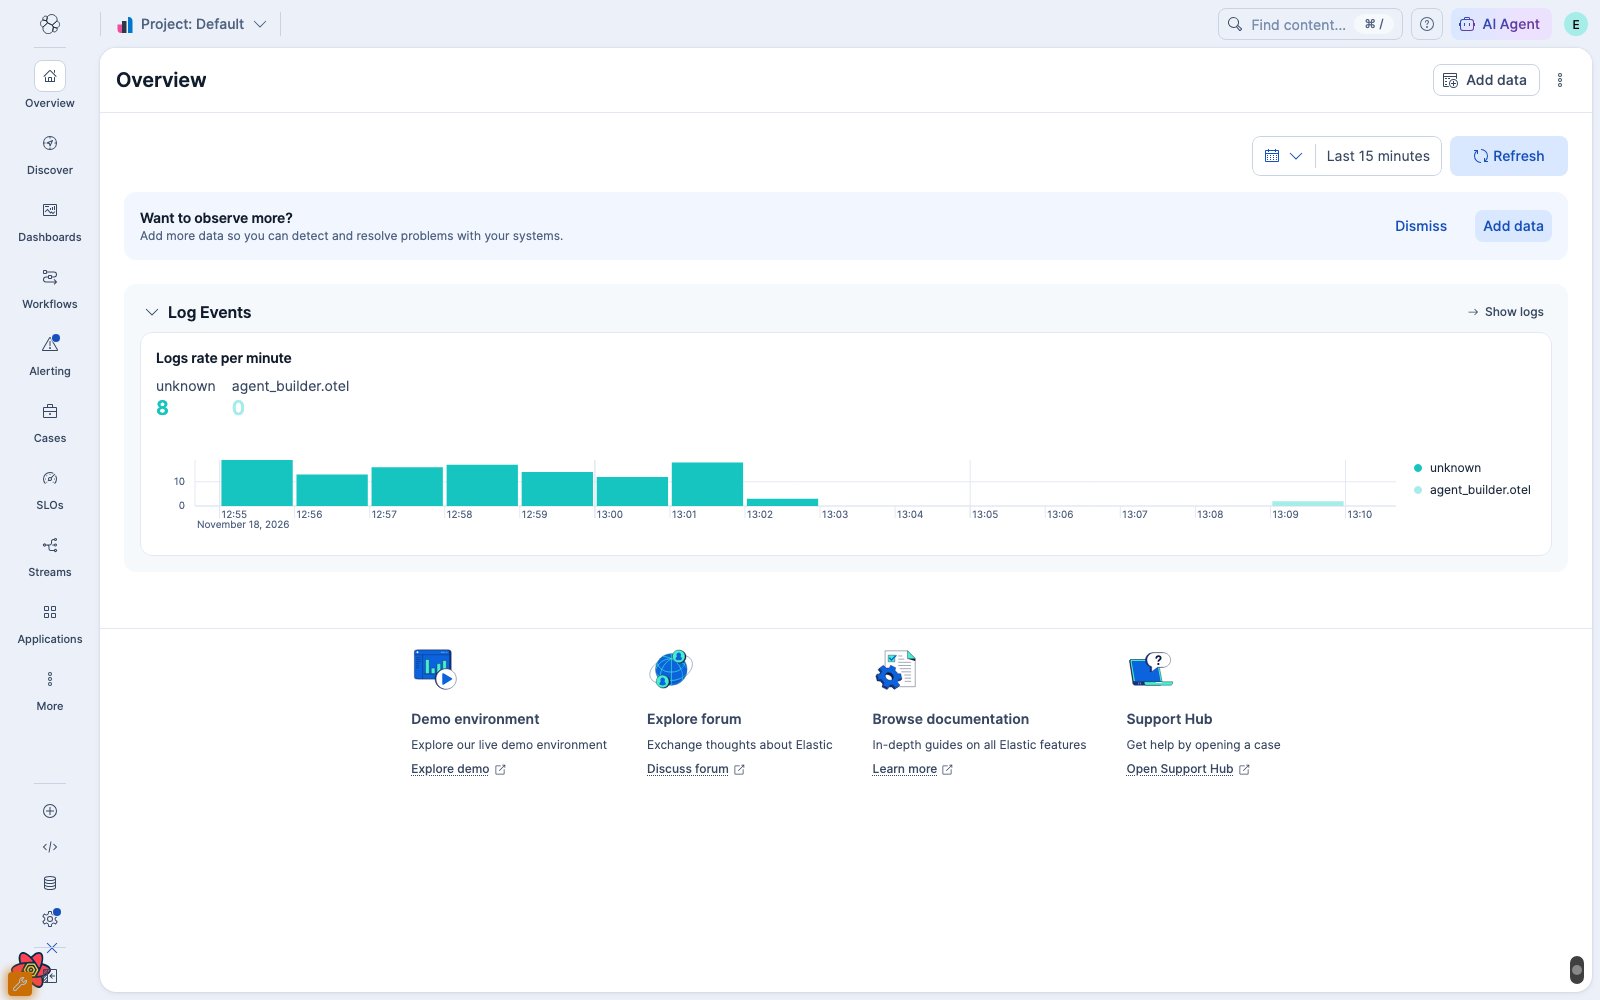 Project: Default
Find content...
⌘ /
AI Agent
E
Overview
Discover
Dashboards
Workflows
Alerting
Cases
SLOs
Streams
Applications
More
Overview
Add data
Last 15 minutes
Refresh
Want to observe more?
Add more data so you can detect and resolve problems with your systems.
Dismiss
Add data
Log Events
Show logs
Logs rate per minute
unknown agent_builder.otel
8 0
10
0
12:55 12:56 12:57 12:58 12:59 13:00 13:01 13:02 13:03 13:04 13:05 13:06 13:07 13:08 13:09 13:10
November 18, 2026
unknown
agent_builder.otel
Demo environment
Explore our live demo environment
Explore demo
Explore forum
Exchange thoughts about Elastic
Discuss forum
Browse documentation
In-depth guides on all Elastic features
Learn more
Support Hub
Get help by opening a case
Open Support Hub